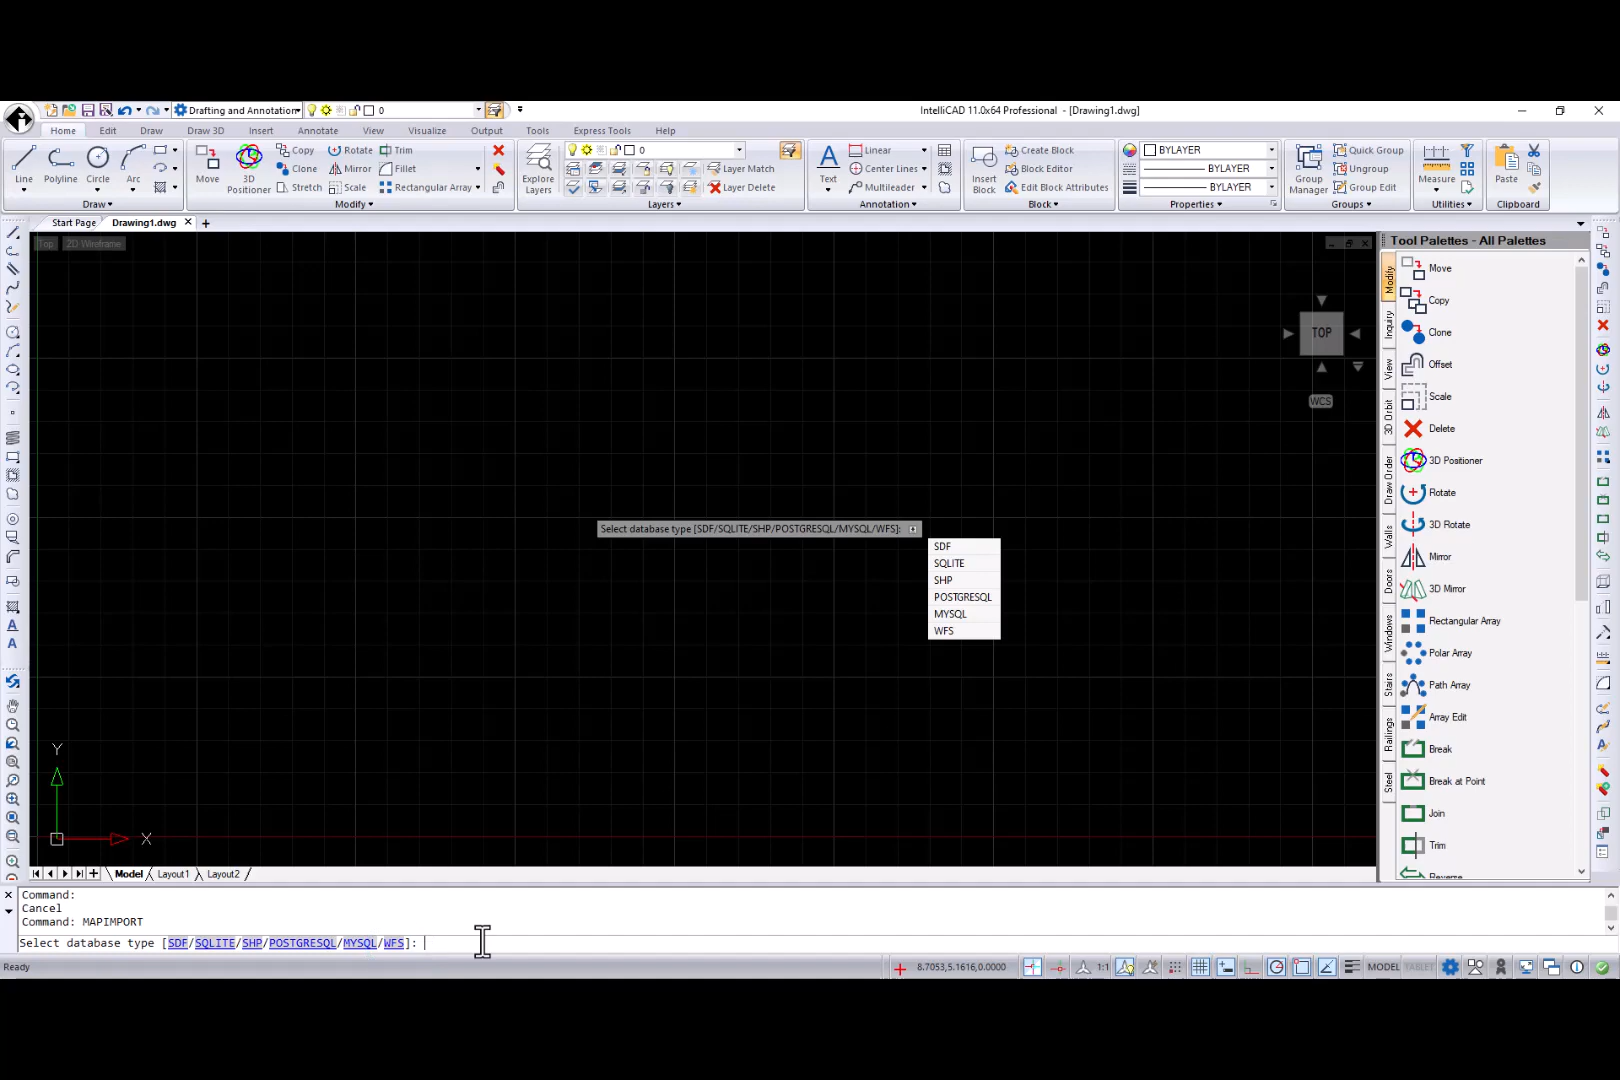 Drafting and Annotation
0
IntelliCAD 11.0x64 Professional - [Drawing1.dwg]
Home Edit Draw Draw 3D Insert Annotate View Visualize Output Tools Express Tools Help
Line Polyline Circle Arc
Draw
Move 3D Positioner
Copy Rotate Trim
Clone Mirror Fillet
Stretch Scale Rectangular Array
Modify
Explore Layers
0
Layer Match
Layer Delete
Layers
Text
Linear
Center Lines
Multileader
Annotation
Insert Block
Create Block
Block Editor
Edit Block Attributes
Block
BYLAYER
BYLAYER
BYLAYER
Properties
Group Manager
Quick Group
Ungroup
Group Edit
Groups
Measure
Utilities
Paste
Clipboard
Start Page Drawing1.dwg
Top 2D Wireframe
TOP
WCS
Select database type [SDF/SQLITE/SHP/POSTGRESQL/MYSQL/WFS]:
SDF
SQLITE
SHP
POSTGRESQL
MYSQL
WFS
Y
X
Tool Palettes - All Palettes
Modify
Inquiry
View
3D Orbit
Draw Order
Walls
Doors
Windows
Stairs
Railings
Steel
Move
Copy
Clone
Offset
Scale
Delete
3D Positioner
Rotate
3D Rotate
Mirror
3D Mirror
Rectangular Array
Polar Array
Path Array
Array Edit
Break
Break at Point
Join
Trim
Reverse
Model Layout1 Layout2
Command:
Cancel
Command: MAPIMPORT
Select database type [SDF/SQLITE/SHP/POSTGRESQL/MYSQL/WFS]:
Ready
8.7053,5.1616,0.0000
1:1
MODEL TABLET